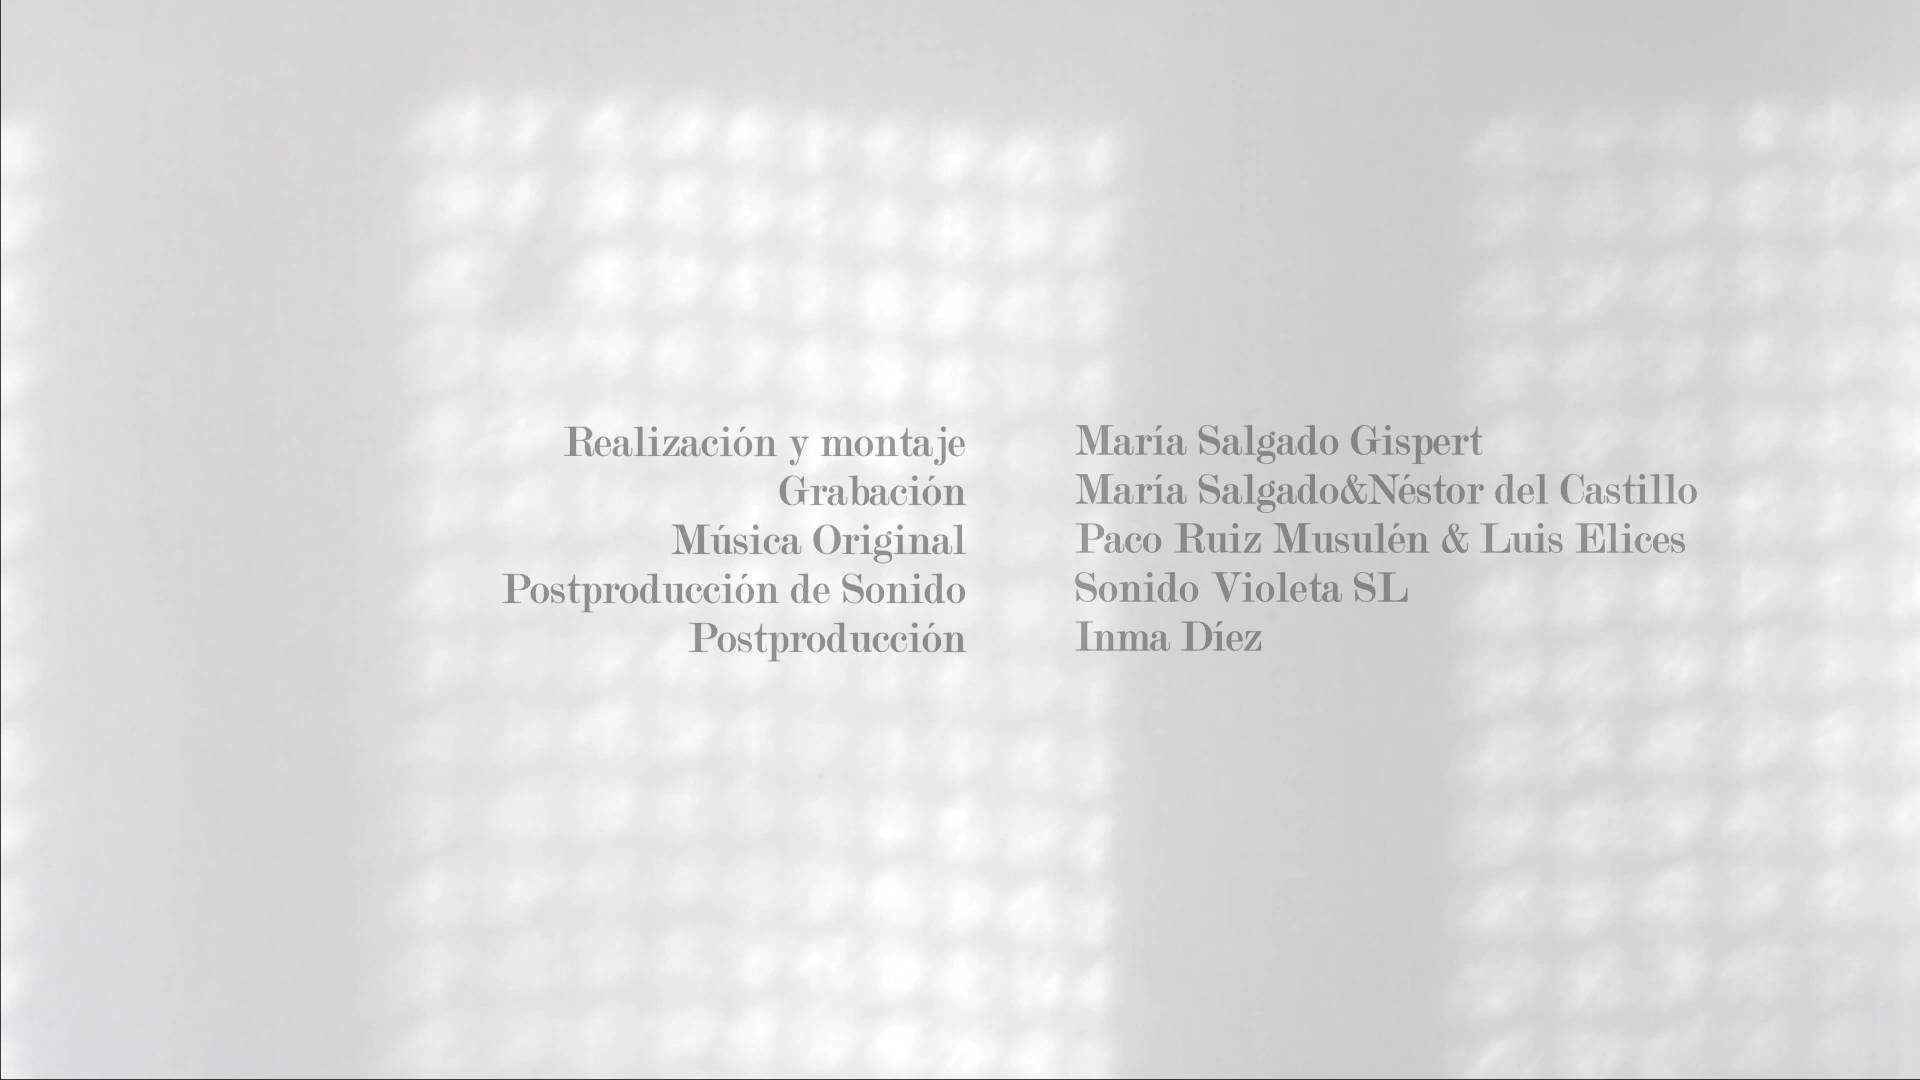 Realización y montaje María Salgado Gispert
Grabación María Salgado&Néstor del Castillo
Música Original Paco Ruiz Musulén & Luis Elices
Postproducción de Sonido Sonido Violeta SL
Postproducción Inma Díez